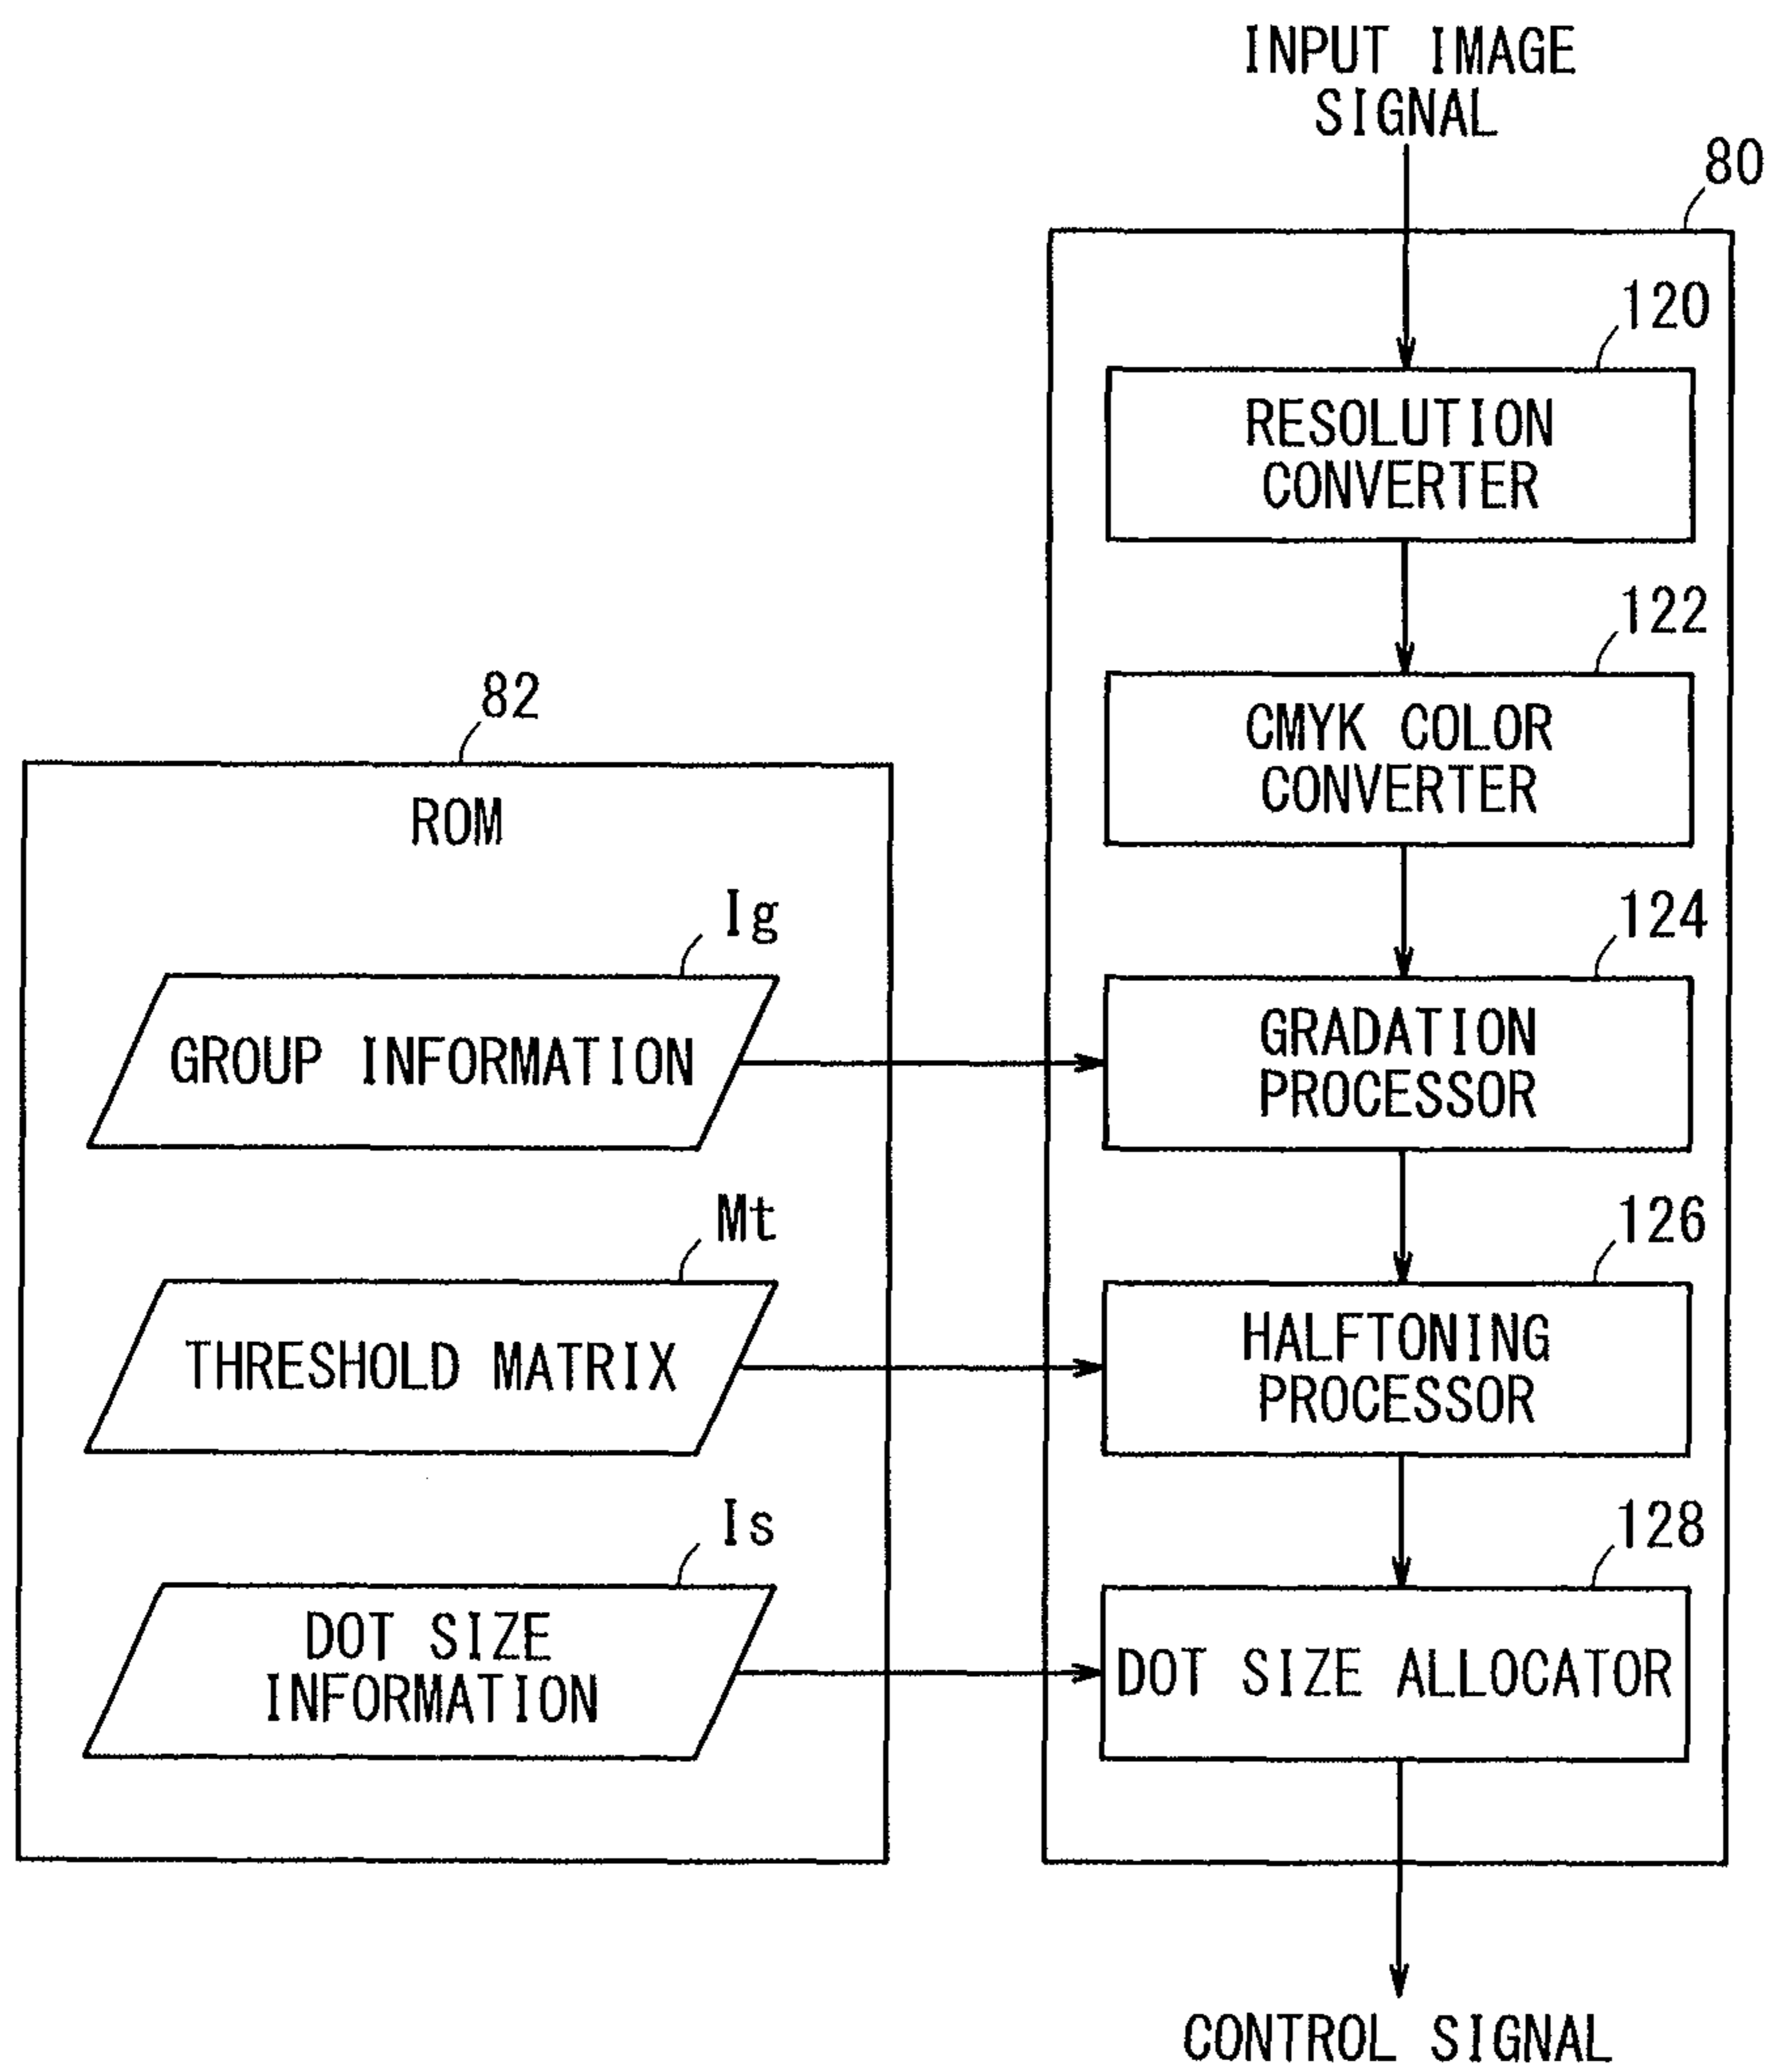 INPUT IMAGE
SIGNAL
80
120
RESOLUTION
CONVERTER
122
CMYK COLOR
CONVERTER
82
ROM
Ig
GROUP INFORMATION
124
GRADATION
PROCESSOR
Mt
THRESHOLD MATRIX
126
HALFTONING
PROCESSOR
Is
DOT SIZE
INFORMATION
128
DOT SIZE ALLOCATOR
CONTROL SIGNAL